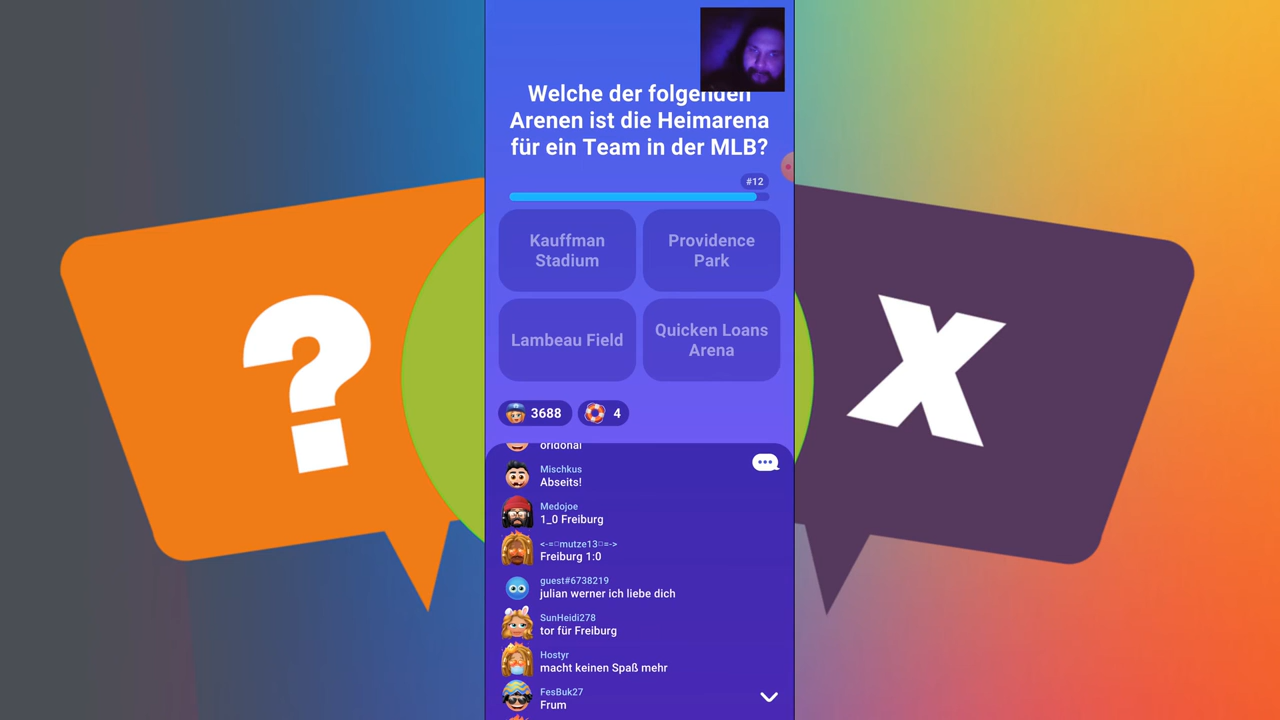 ?
X
Welche der folgenden
Arenen ist die Heimarena
für ein Team in der MLB?
#12
Kauffman
Stadium
Providence
Park
Lambeau Field
Quicken Loans
Arena
3688
4
oridonal
Mischkus
Abseits!
Medojoe
1_0 Freiburg
<-=□mutze13□=->
Freiburg 1:0
guest#6738219
julian werner ich liebe dich
SunHeidi278
tor für Freiburg
Hostyr
macht keinen Spaß mehr
FesBuk27
Frum